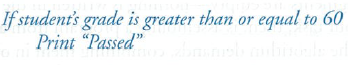 If student's grade is greater than or equal to 60
Print "Passed"